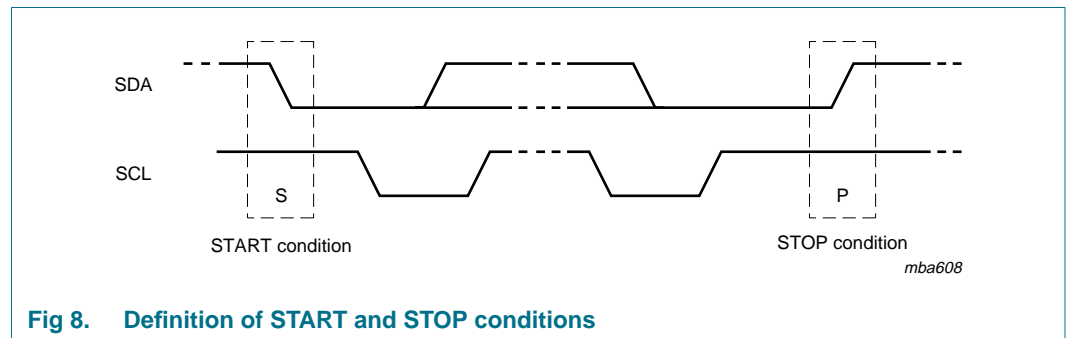 SDA
SCL
S
P
START condition
STOP condition
mba608
Fig 8. Definition of START and STOP conditions